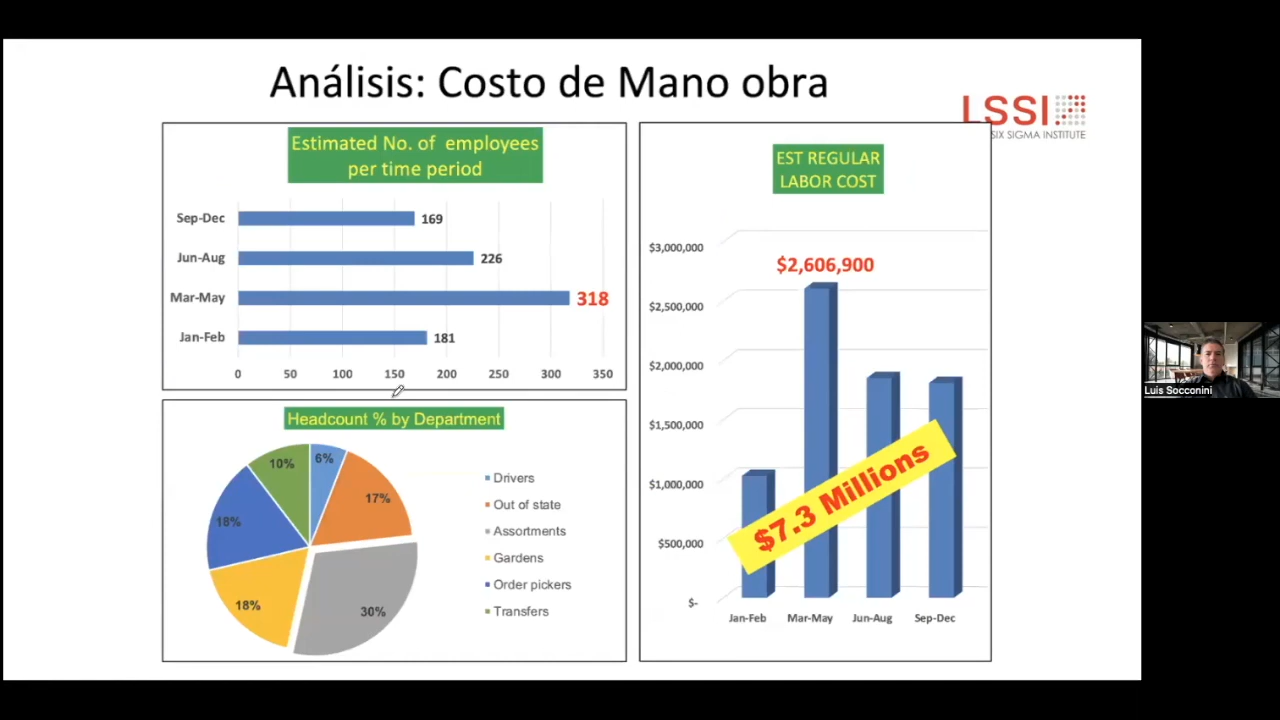 Análisis: Costo de Mano obra
LSSI
SIX SIGMA INSTITUTE
Estimated No. of employees
per time period
Sep-Dec
169
Jun-Aug
226
Mar-May
318
Jan-Feb
181
0 50 100 150 200 250 300 350
Headcount % by Department
10%
6%
17%
18%
18%
30%
Drivers
Out of state
Assortments
Gardens
Order pickers
Transfers
EST REGULAR
LABOR COST
$3,000,000
$2,606,900
$2,500,000
$2,000,000
$1,500,000
$1,000,000
$500,000
$-
$7.3 Millions
Jan-Feb Mar-May Jun-Aug Sep-Dec
Luis Socconini